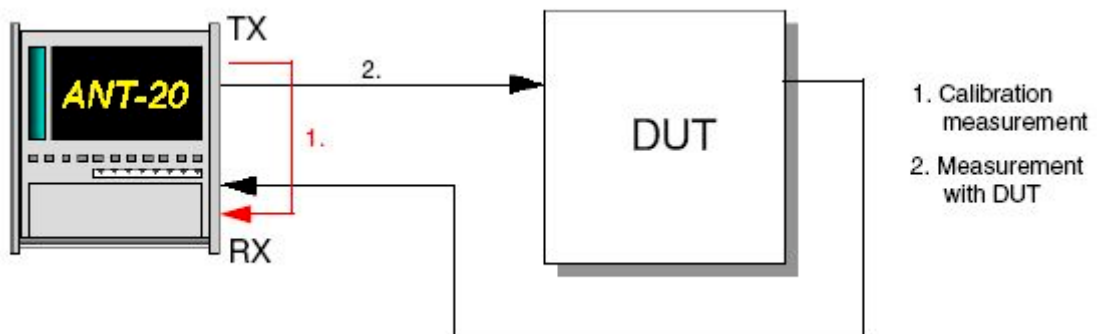 TX
ANT-20
2.
1.
RX
DUT
1. Calibration
measurement
2. Measurement
with DUT